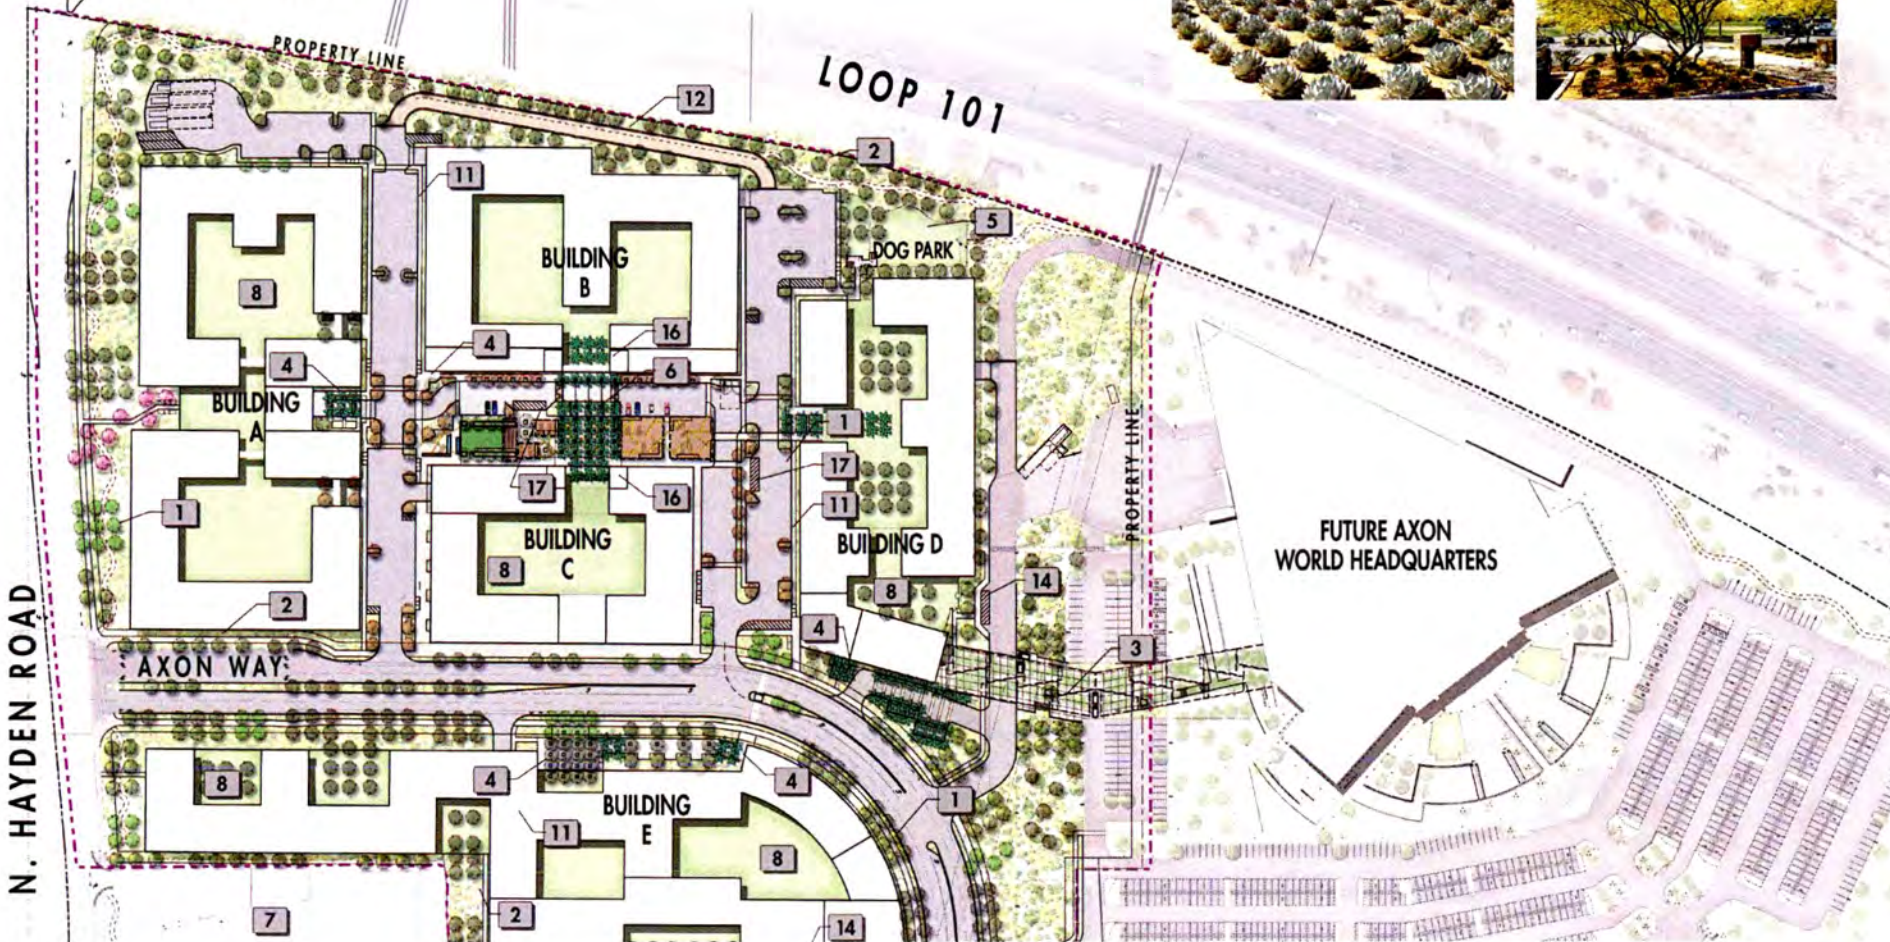 PROPERTY LINE
LOOP 101
12
2
11
5
DOG PARK
BUILDING
B
8
16
4
6
4
BUILDING
A
1
PROPERTY LINE
17
17
16
11
1
FUTURE AXON
WORLD HEADQUARTERS
BUILDING
C
BUILDING D
8
14
8
2
4
3
N. HAYDEN ROAD
AXON WAY
8
4
4
BUILDING
E
1
11
8
7
2
14